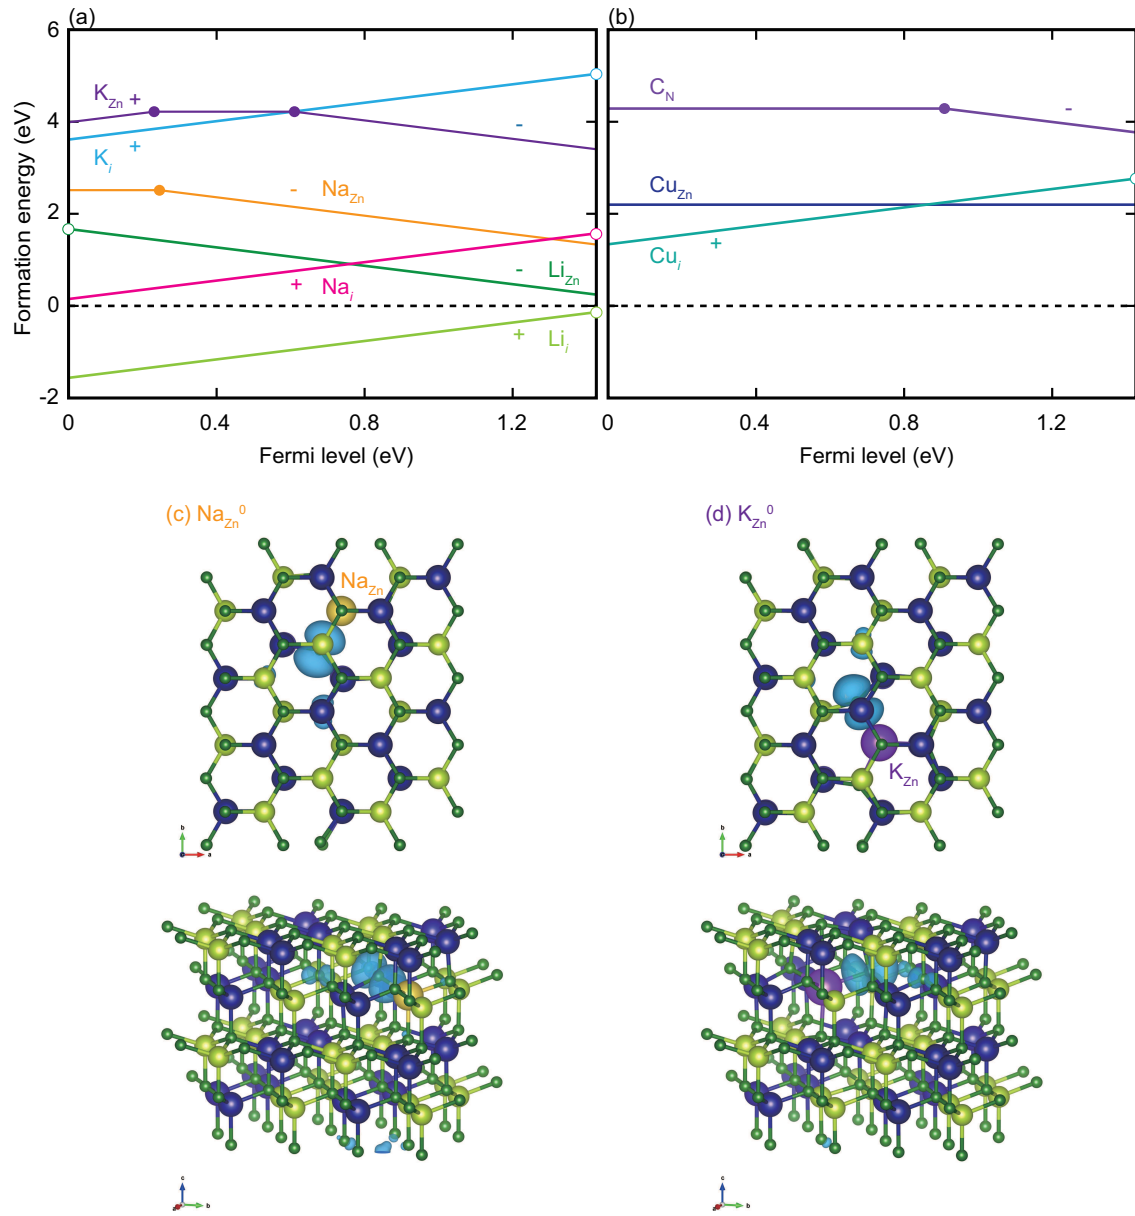 (a)
(b)
6
4
2
0
-2
Formation energy (eV)
K_Zn +
K_i +
-
- Na_Zn
- Li_Zn
+ Na_i
+ Li_i
C_N
-
Cu_Zn
Cu_i +
0 0.4 0.8 1.2
0 0.4 0.8 1.2
Fermi level (eV)
Fermi level (eV)
(c) Na_Zn^0
(d) K_Zn^0
Na_Zn
K_Zn
b
a
b
a
c
a
b
c
a
b